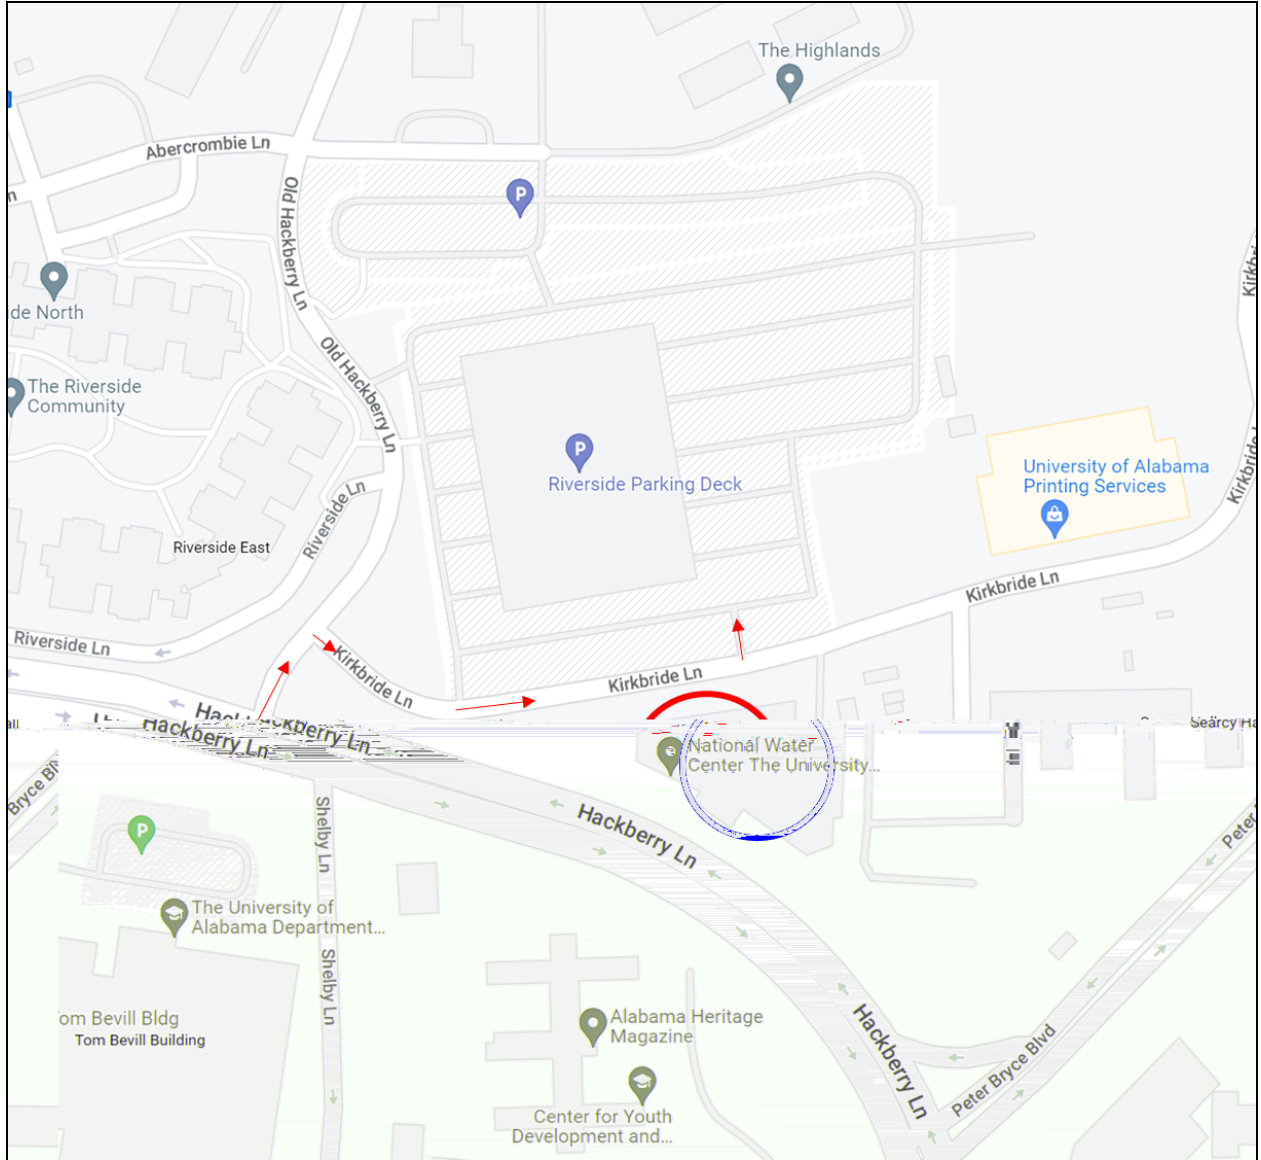 The Highlands
Abercrombie Ln
P
Old Hackberry Ln
de North
Old Hackberry Ln
The Riverside
Community
P
Riverside Parking Deck
University of Alabama
Printing Services
Riverside Ln
Riverside East
Kirkbride Ln
Riverside Ln
Kirkbride Ln
Kirkbride Ln
Hackberry Ln
National Water
Center The University...
Bryce Bl
Shelby Ln
P
Hackberry Ln
Peter
The University of
Alabama Department...
Shelby Ln
om Bevill Bldg
Tom Bevill Building
Alabama Heritage
Magazine
Hackberry Ln
Peter Bryce Blvd
Center for Youth
Development and...